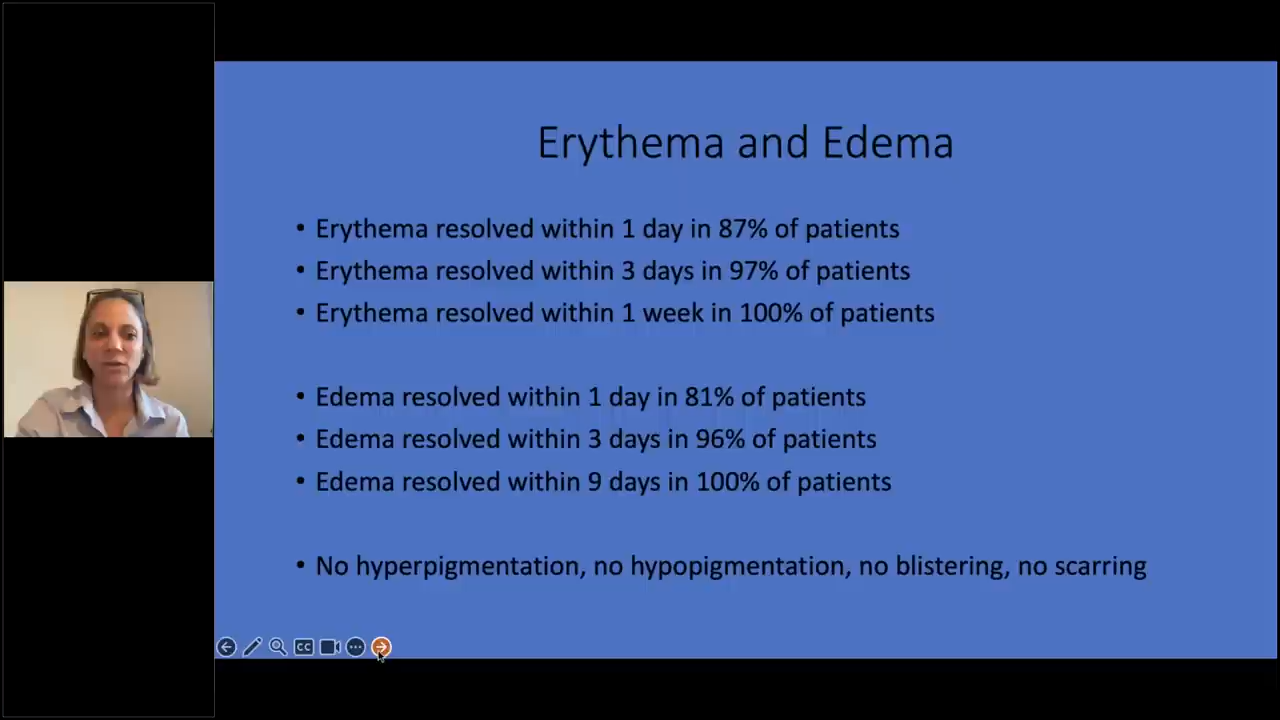 Erythema and Edema
• Erythema resolved within 1 day in 87% of patients
• Erythema resolved within 3 days in 97% of patients
• Erythema resolved within 1 week in 100% of patients
• Edema resolved within 1 day in 81% of patients
• Edema resolved within 3 days in 96% of patients
• Edema resolved within 9 days in 100% of patients
• No hyperpigmentation, no hypopigmentation, no blistering, no scarring
CC